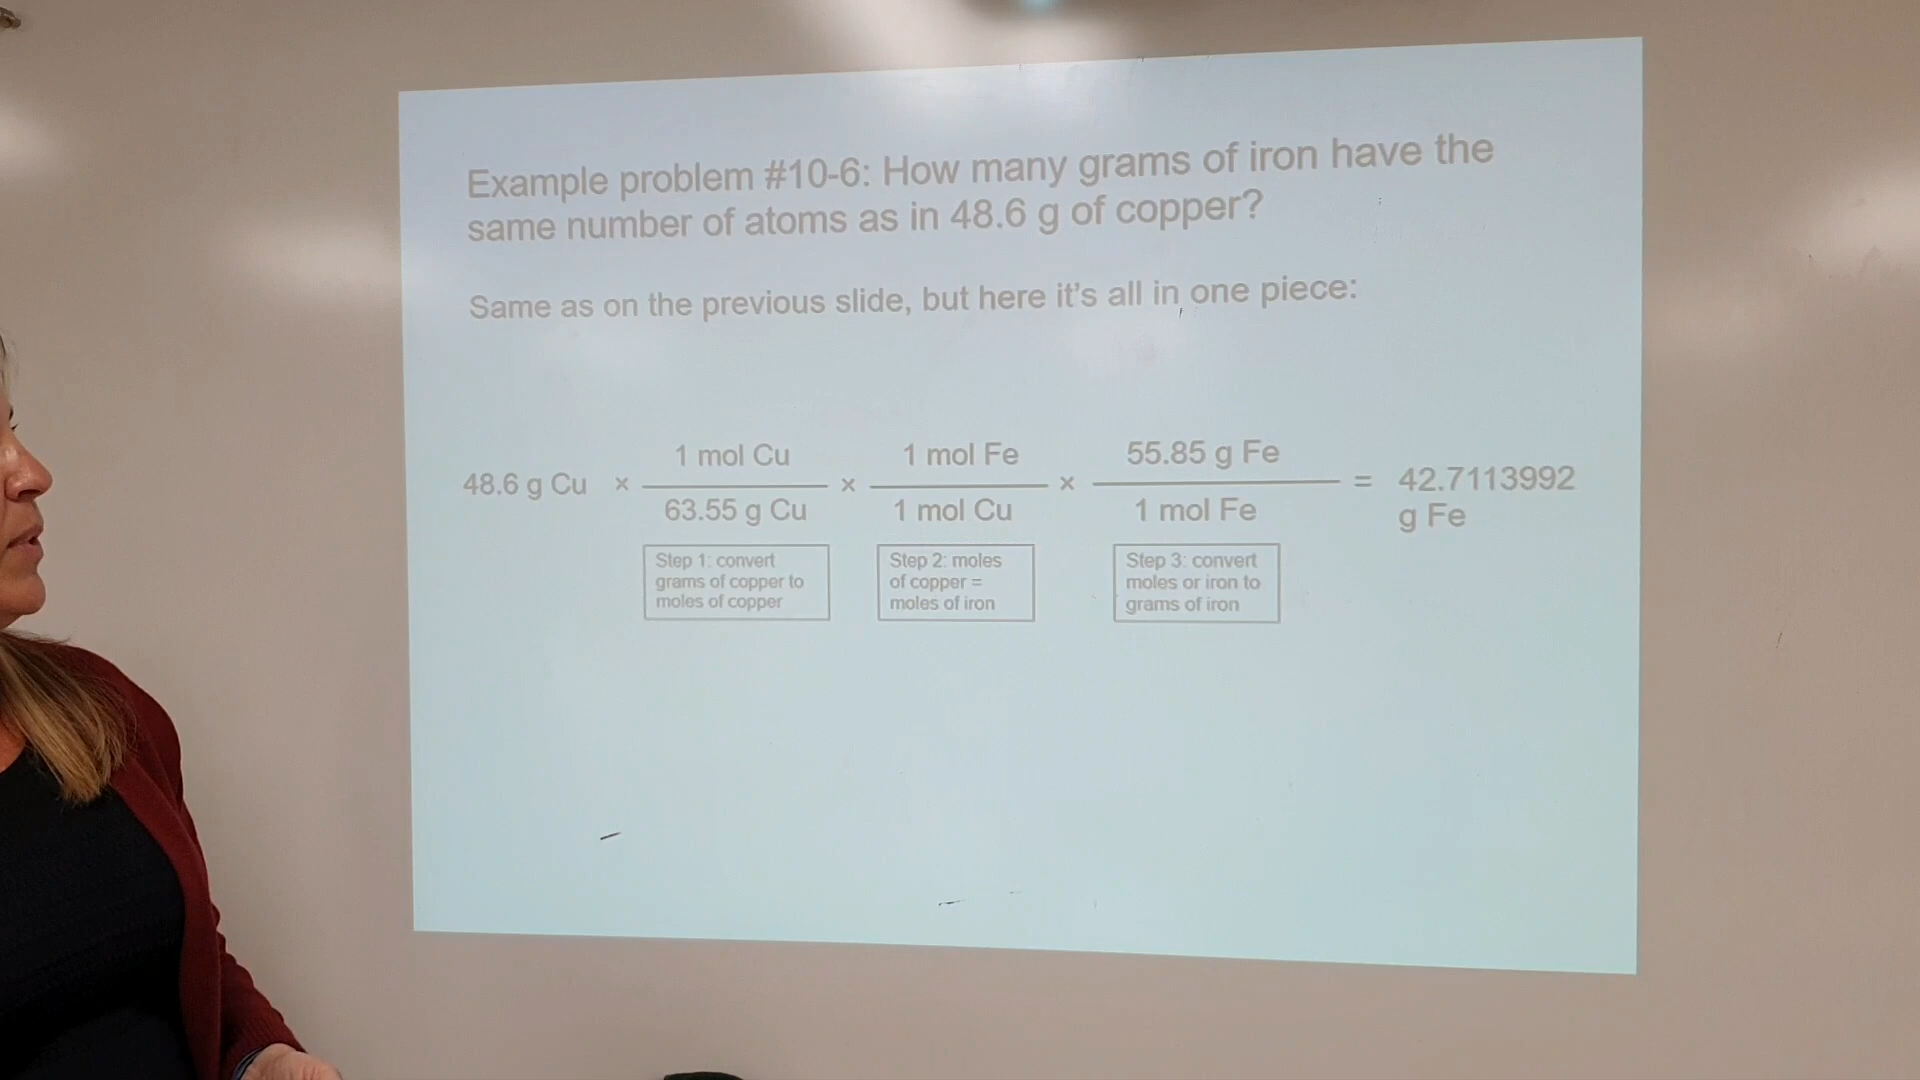 Example problem #10-6: How many grams of iron have the
same number of atoms as in 48.6 g of copper?
Same as on the previous slide, but here it's all in one piece:
48.6 g Cu × 1 mol Cu / 63.55 g Cu × 1 mol Fe / 1 mol Cu × 55.85 g Fe / 1 mol Fe = 42.7113992
g Fe
Step 1: convert
grams of copper to
moles of copper
Step 2: moles
of copper =
moles of iron
Step 3: convert
moles or iron to
grams of iron